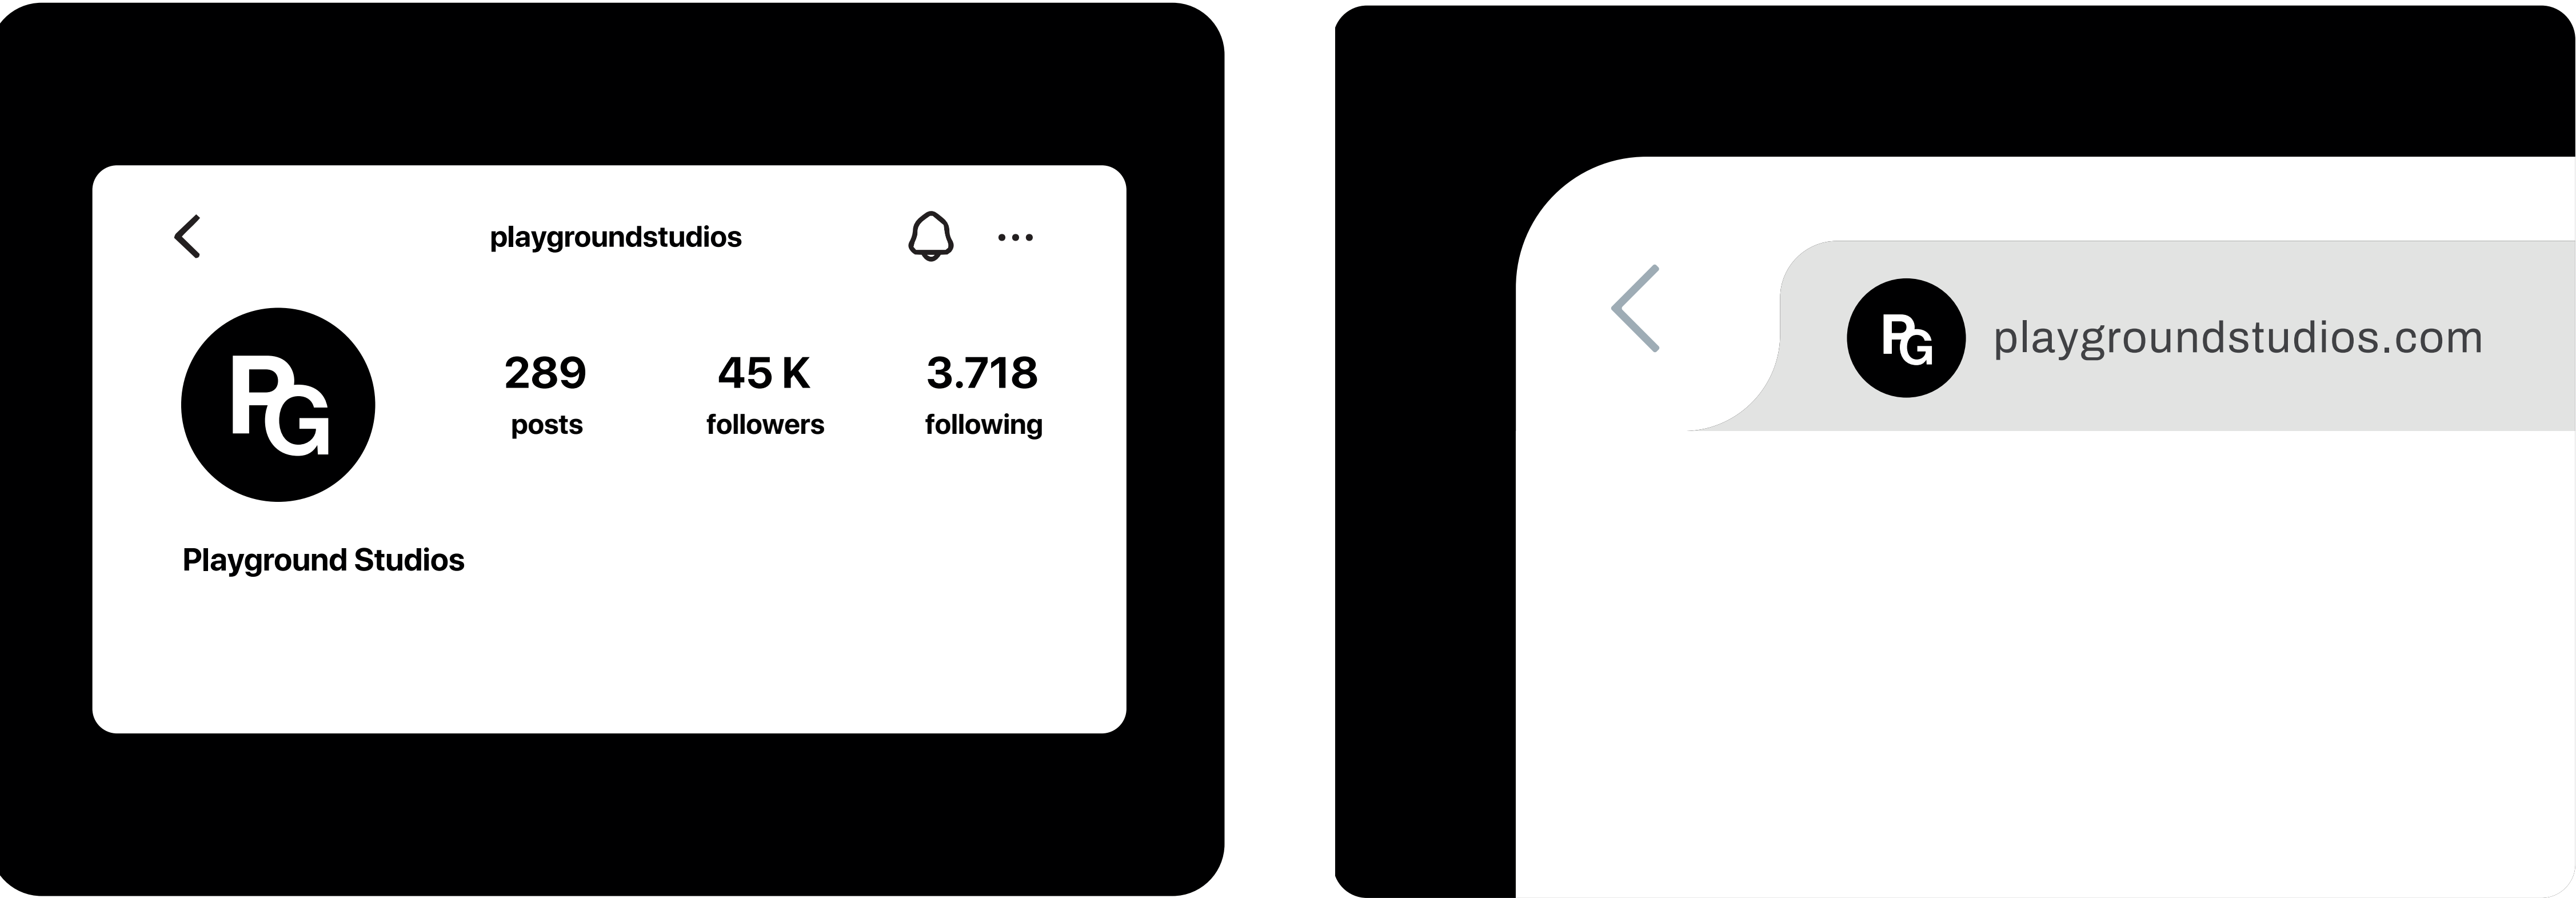 playgroundstudios
PG
289 45 K 3.718
posts followers following
Playground Studios
PG playgroundstudios.com